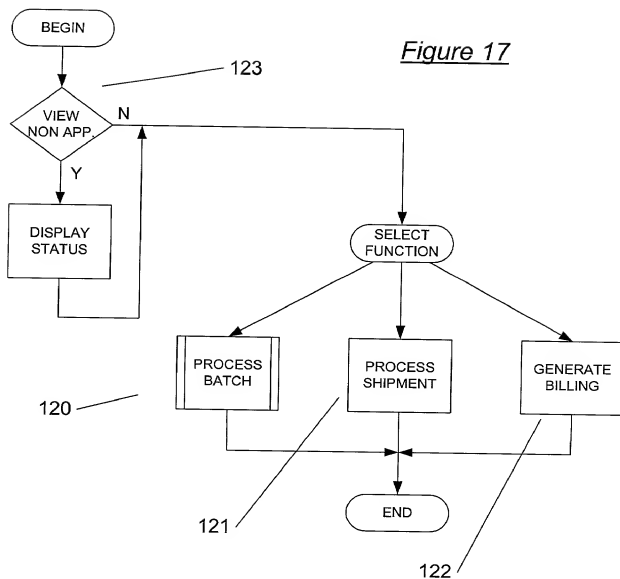 BEGIN
Figure 17
123
VIEW
NON APP.
N
Y
DISPLAY
STATUS
SELECT
FUNCTION
PROCESS
BATCH
PROCESS
SHIPMENT
GENERATE
BILLING
120
121
END
122